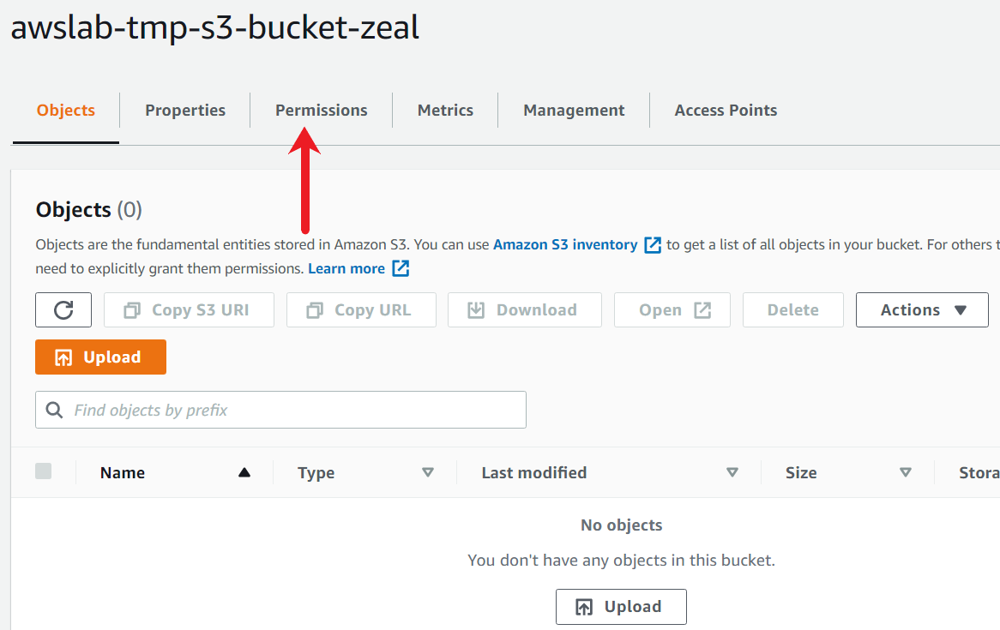 awslab-tmp-s3-bucket-zeal
Objects Properties Permissions Metrics Management Access Points
Objects (0)
Objects are the fundamental entities stored in Amazon S3. You can use Amazon S3 inventory to get a list of all objects in your bucket. For others
need to explicitly grant them permissions. Learn more
Copy S3 URI Copy URL Download Open Delete Actions
Upload
Find objects by prefix
Name Type Last modified Size
No objects
You don't have any objects in this bucket.
Upload